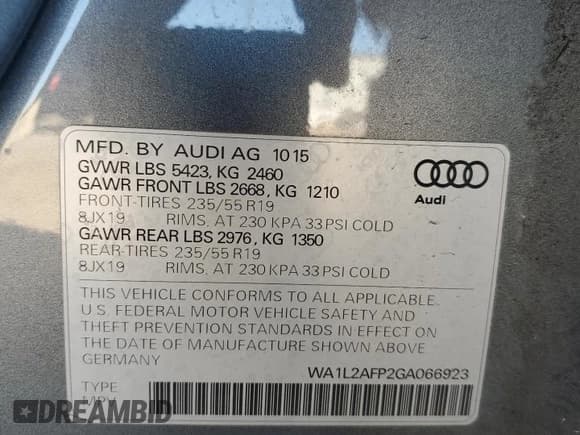 MFD. BY AUDI AG 10 15
GVWR LBS 5423, KG 2460
GAWR FRONT LBS 2668, KG 1210
FRONT-TIRES 235/55 R19
8JX19 RIMS, AT 230 KPA 33 PSI COLD
GAWR REAR LBS 2976, KG 1350
REAR-TIRES 235/55 R19
8JX19 RIMS, AT 230 KPA 33 PSI COLD
Audi
THIS VEHICLE CONFORMS TO ALL APPLICABLE
U.S. FEDERAL MOTOR VEHICLE SAFETY AND
THEFT PREVENTION STANDARDS IN EFFECT ON
THE DATE OF MANUFACTURE SHOWN ABOVE.
GERMANY
WA1L2AFP2GA066923
TYPE
MPV
DREAMBID